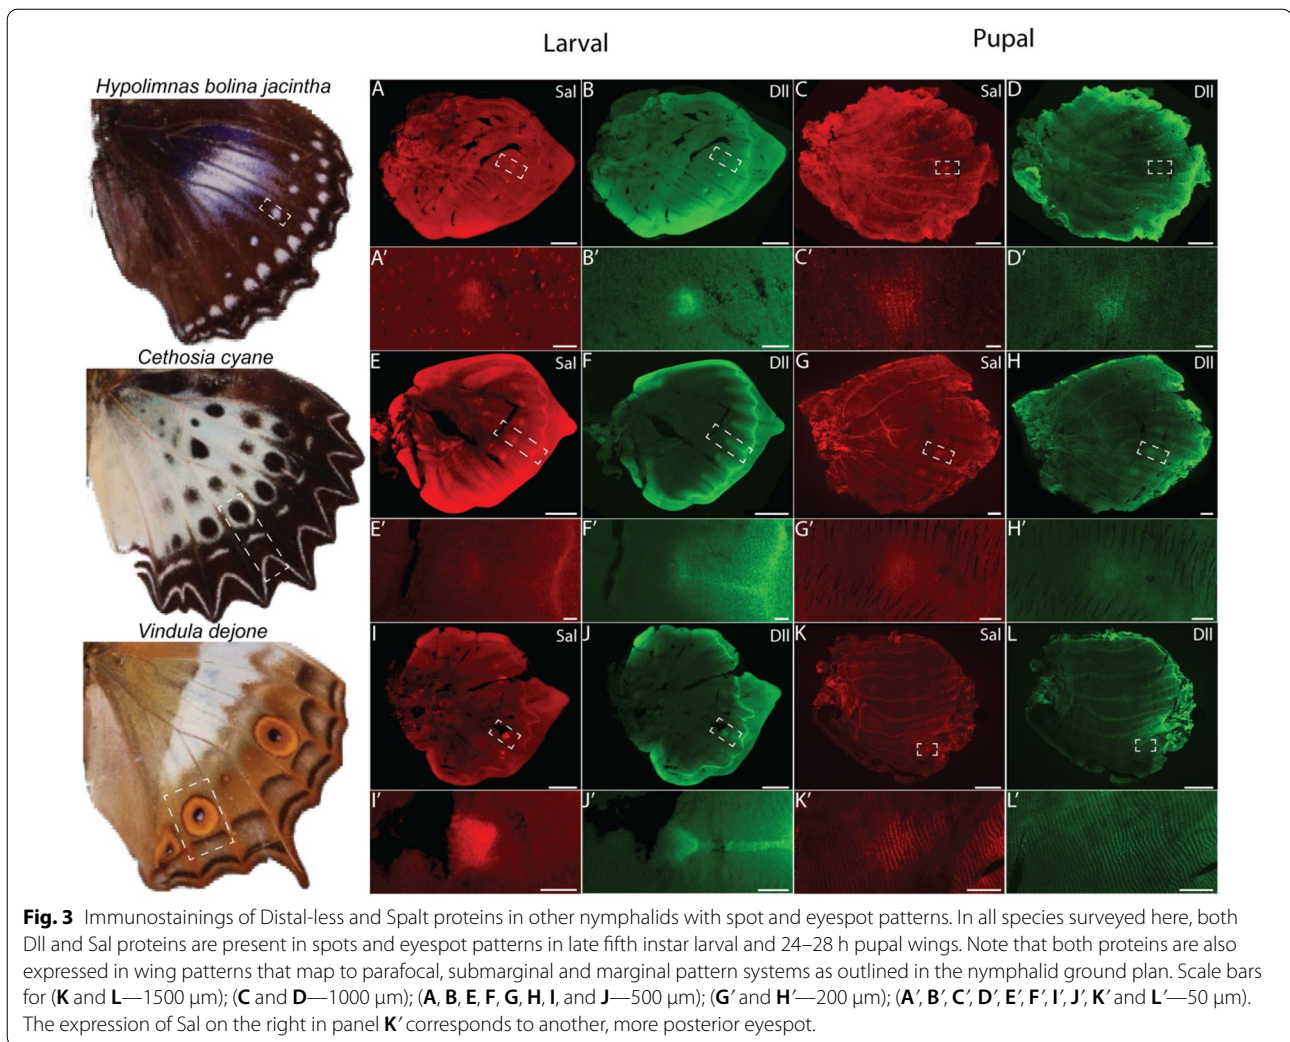 Larval
Pupal
Hypolimnas bolina jacintha
A
Sal
B
Dll
C
Sal
D
Dll
A′
B′
C′
D′
Cethosia cyane
E
Sal
F
Dll
G
Sal
H
Dll
E′
F′
G′
H′
Vindula dejone
I
Sal
J
Dll
K
Sal
L
Dll
I′
J′
K′
L′
Fig. 3 Immunostainings of Distal-less and Spalt proteins in other nymphalids with spot and eyespot patterns. In all species surveyed here, both
Dll and Sal proteins are present in spots and eyespot patterns in late fifth instar larval and 24–28 h pupal wings. Note that both proteins are also
expressed in wing patterns that map to parafocal, submarginal and marginal pattern systems as outlined in the nymphalid ground plan. Scale bars
for (K and L—1500 μm); (C and D—1000 μm); (A, B, E, F, G, H, I, and J—500 μm); (G′ and H′—200 μm); (A′, B′, C′, D′, E′, F′, I′, J′, K′ and L′—50 μm).
The expression of Sal on the right in panel K′ corresponds to another, more posterior eyespot.